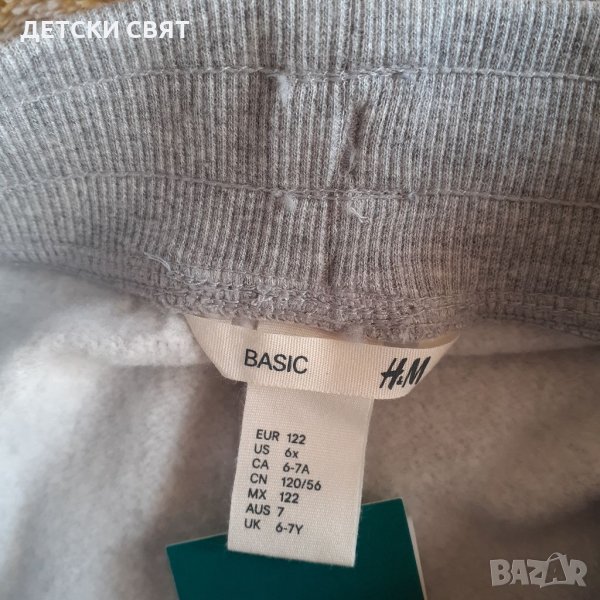 ДЕТСКИ СВЯТ
BASIC H&M
EUR 122
US 6x
CA 6-7A
CN 120/56
MX 122
AUS 7
UK 6-7Y
BAZAR